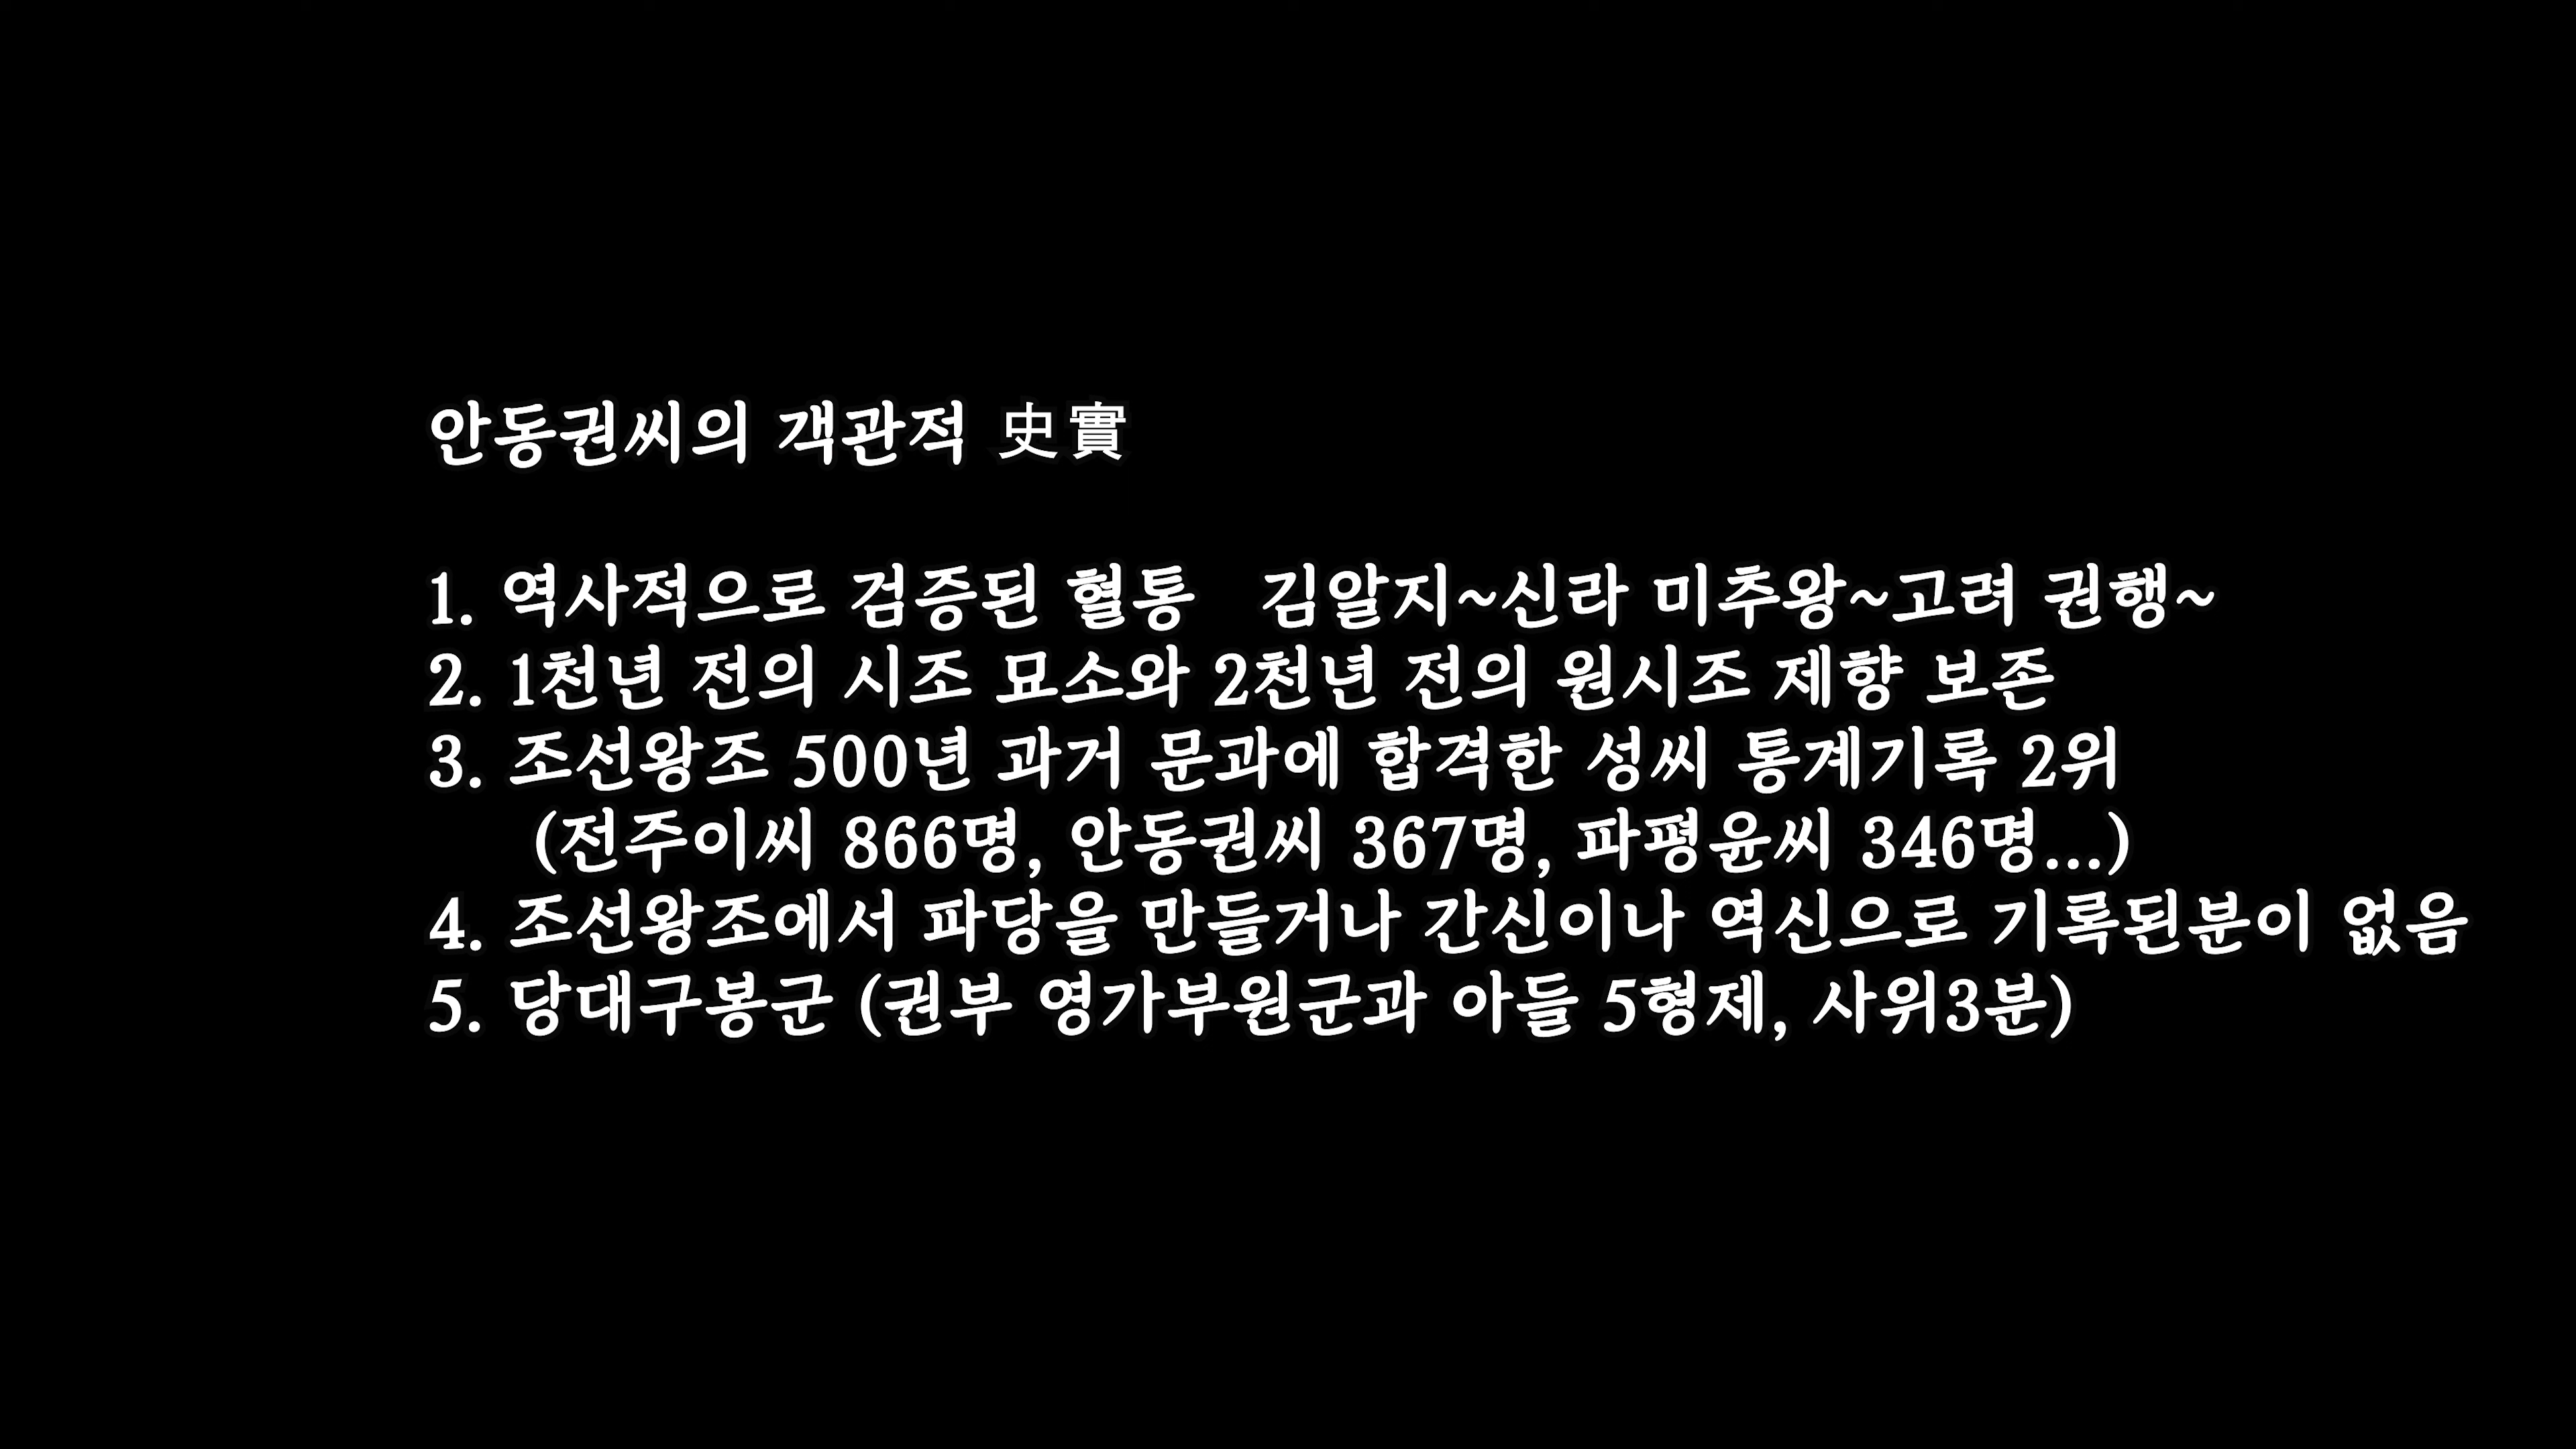 안동권씨의 객관적 史實
1. 역사적으로 검증된 혈통 김알지~신라 미추왕~고려 권행~
2. 1천년 전의 시조 묘소와 2천년 전의 원시조 제향 보존
3. 조선왕조 500년 과거 문과에 합격한 성씨 통계기록 2위
(전주이씨 866명, 안동권씨 367명, 파평윤씨 346명...)
4. 조선왕조에서 파당을 만들거나 간신이나 역신으로 기록된분이 없음
5. 당대구봉군 (권부 영가부원군과 아들 5형제, 사위3분)